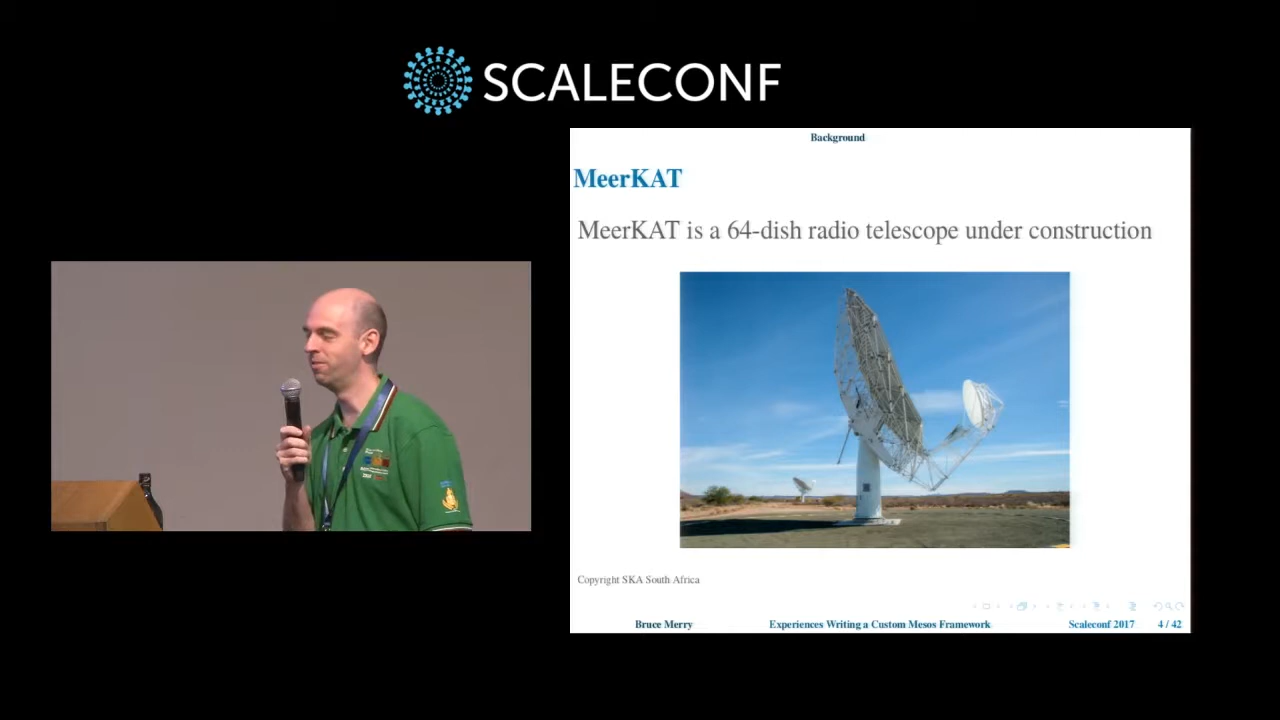 SCALECONF
Background
MeerKAT
MeerKAT is a 64-dish radio telescope under construction
Copyright SKA South Africa
Bruce Merry
Experiences Writing a Custom Mesos Framework
Scaleconf 2017
4 / 42